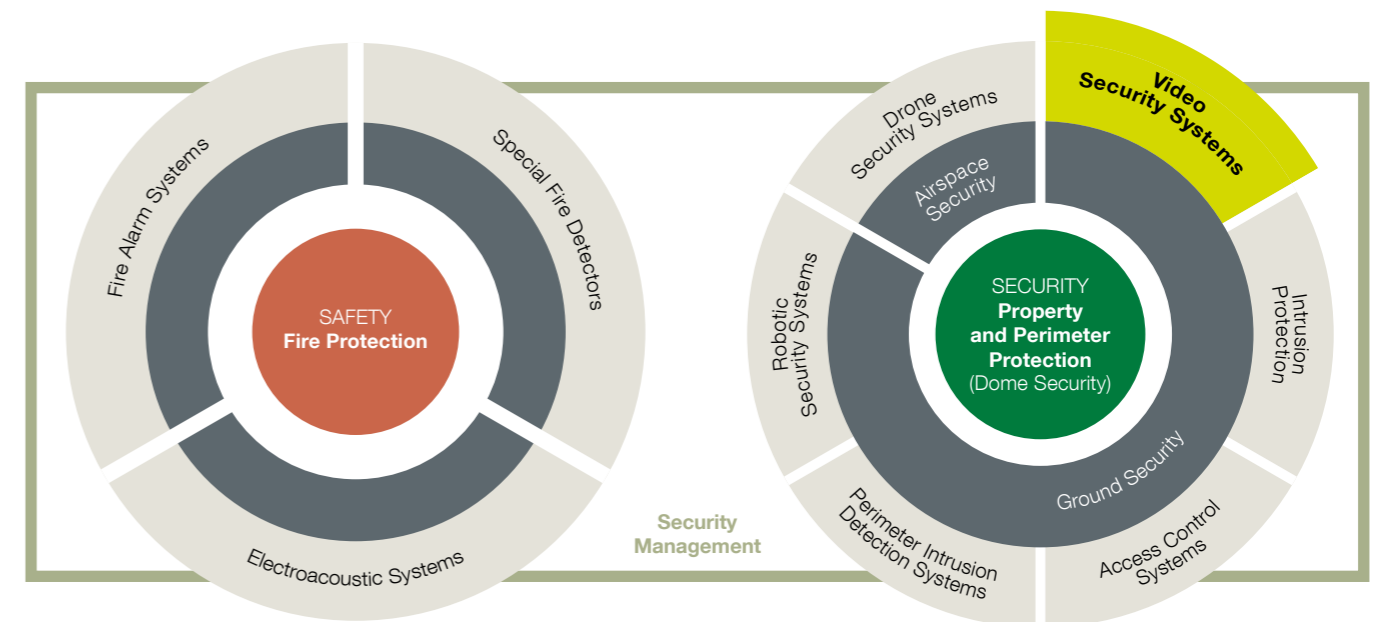 Fire Alarm Systems
Special Fire Detectors
SAFETY
Fire Protection
Electroacoustic Systems
Security
Management
Drone
Security Systems
Airspace
Security
Video
Security Systems
Robotic
Security Systems
SECURITY
Property
and Perimeter
Protection
(Dome Security)
Intrusion
Protection
Ground Security
Perimeter Intrusion
Detection Systems
Access Control
Systems